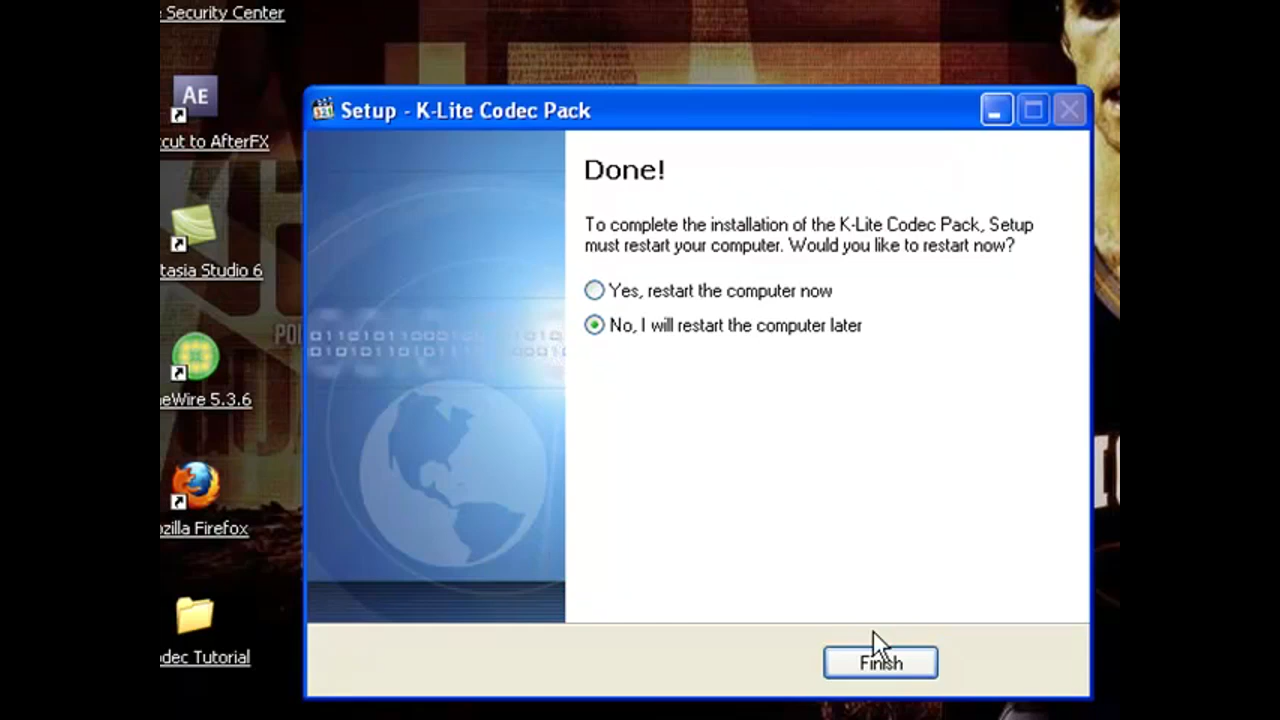 Security Center
AE
cut to AfterFX
tasia Studio 6
eWire 5.3.6
zilla Firefox
dec Tutorial
Setup - K-Lite Codec Pack
Done!
To complete the installation of the K-Lite Codec Pack, Setup
must restart your computer. Would you like to restart now?
Yes, restart the computer now
No, I will restart the computer later
Finish